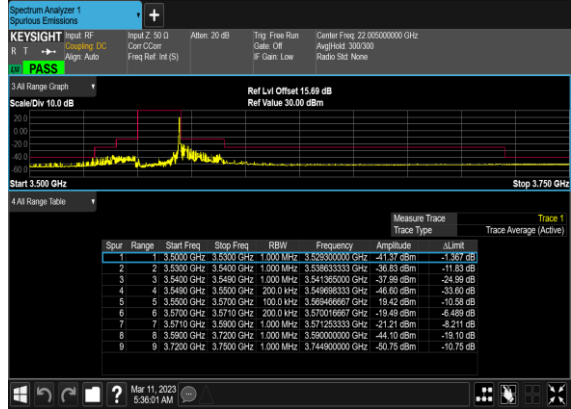 Spectrum Analyzer 1
Spurious Emissions
KEYSIGHT Input: RF Input Z: 50 Ω Atten: 20 dB Trig: Free Run Center Freq: 22.005000000 GHz
R T Coupling: DC Corr CCorr Gate: Off Avg|Hold: 300/300
Align: Auto Freq Ref: Int (S) IF Gain: Low Radio Std: None
PASS
3 All Range Graph
Ref Lvl Offset 15.69 dB
Scale/Div 10.0 dB Ref Value 30.00 dBm
20.0
0.00
-20.0
-40.0
-60.0
Start 3.500 GHz Stop 3.750 GHz
4 All Range Table
Measure Trace Trace 1
Trace Type Trace Average (Active)
Spur Range Start Freq Stop Freq RBW Frequency Amplitude ΔLimit
1 1 3.5000 GHz 3.5300 GHz 1.000 MHz 3.529300000 GHz -41.37 dBm -1.367 dB
2 2 3.5300 GHz 3.5400 GHz 1.000 MHz 3.538633333 GHz -36.83 dBm -11.83 dB
3 3 3.5400 GHz 3.5490 GHz 1.000 MHz 3.541365000 GHz -37.99 dBm -24.99 dB
4 4 3.5490 GHz 3.5500 GHz 200.0 kHz 3.549698333 GHz -46.60 dBm -33.60 dB
5 5 3.5500 GHz 3.5700 GHz 100.0 kHz 3.569466667 GHz 19.42 dBm -10.58 dB
6 6 3.5700 GHz 3.5710 GHz 200.0 kHz 3.570016667 GHz -19.49 dBm -6.489 dB
7 7 3.5710 GHz 3.5900 GHz 1.000 MHz 3.571253333 GHz -21.21 dBm -8.211 dB
8 8 3.5900 GHz 3.7200 GHz 1.000 MHz 3.590000000 GHz -44.10 dBm -19.10 dB
9 9 3.7200 GHz 3.7500 GHz 1.000 MHz 3.744900000 GHz -50.75 dBm -10.75 dB
Mar 11, 2023
5:36:01 AM